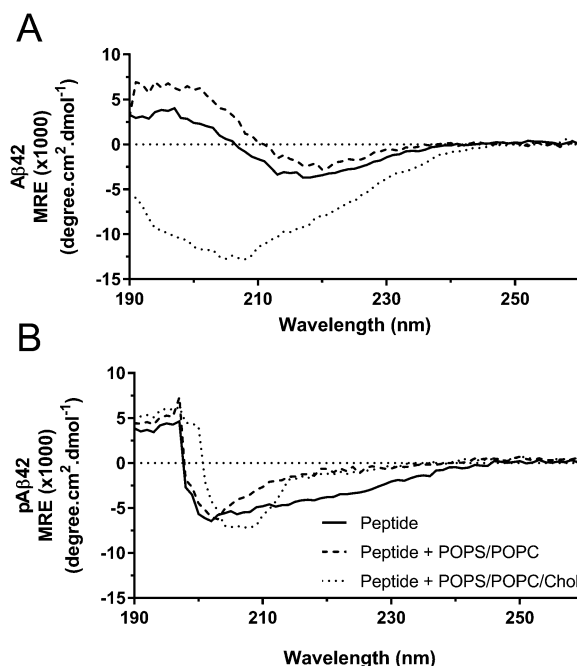 A
10
5
0
-5
-10
-15
Aβ42
MRE (x1000)
(degree.cm².dmol⁻¹)
190
210
230
250
Wavelength (nm)
B
10
5
0
-5
-10
-15
pAβ42
MRE (x1000)
(degree.cm².dmol⁻¹)
Peptide
Peptide + POPS/POPC
Peptide + POPS/POPC/Chol
190
210
230
250
Wavelength (nm)